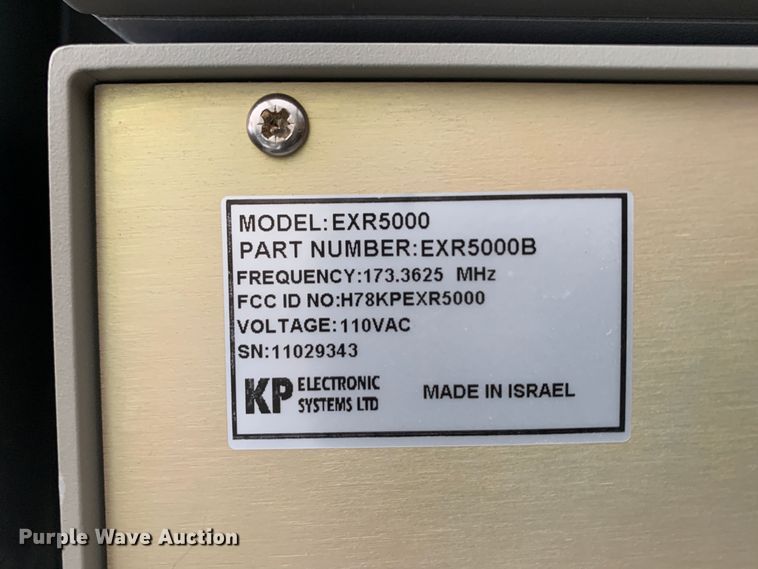 MODEL:EXR5000
PART NUMBER:EXR5000B
FREQUENCY:173.3625 MHz
FCC ID NO:H78KPEXR5000
VOLTAGE:110VAC
SN:11029343
KP ELECTRONIC SYSTEMS LTD
MADE IN ISRAEL
Purple Wave Auction